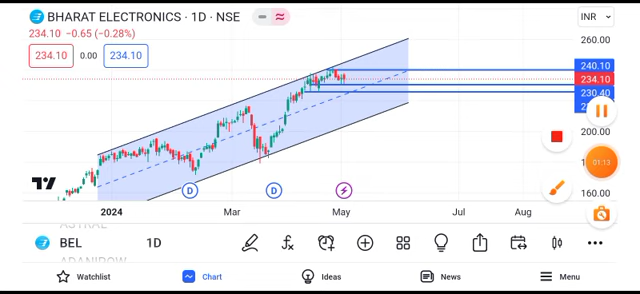 BHARAT ELECTRONICS · 1D · NSE
INR
234.10 −0.65 (−0.28%)
234.10 0.00 234.10
260.00
240.10
234.10
230.40
200.00
160.00
01:13
D D
2024 Mar May Jul Aug
BEL 1D
Watchlist Chart Ideas News Menu